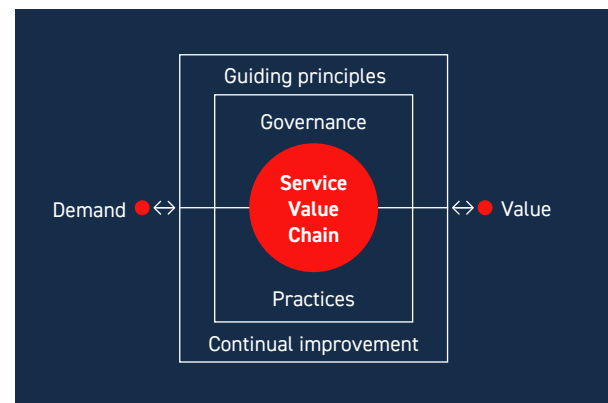 Guiding principles
Governance
Service
Value
Chain
Demand
Value
Practices
Continual improvement